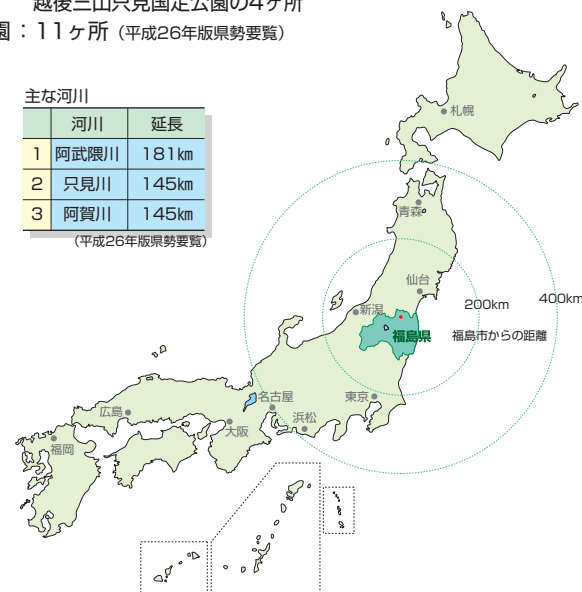 越後三山只見国定公園の4ヶ所
園：11ヶ所（平成26年版県勢要覧）
主な河川
河川 延長
1 阿武隈川 181km
2 只見川 145km
3 阿賀川 145km
（平成26年版県勢要覧）
札幌
青森
仙台
新潟
200km 400km
福島県 福島市からの距離
名古屋 東京
広島 浜松
大阪
福岡